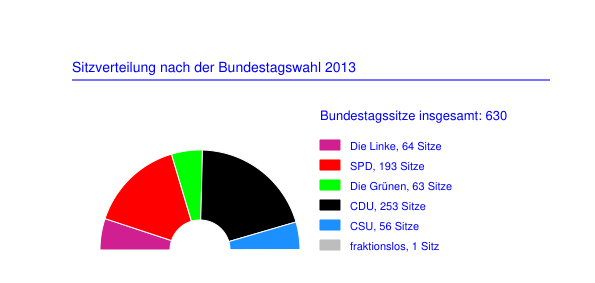 Sitzverteilung nach der Bundestagswahl 2013
Bundestagssitze insgesamt: 630
Die Linke, 64 Sitze
SPD, 193 Sitze
Die Grünen, 63 Sitze
CDU, 253 Sitze
CSU, 56 Sitze
fraktionslos, 1 Sitz